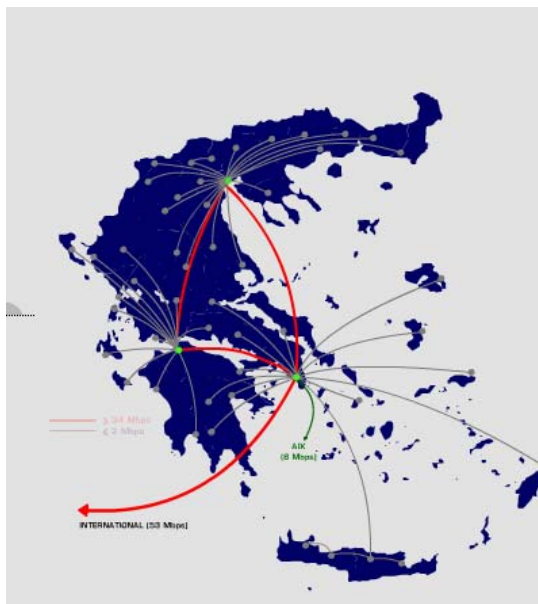 ≥ 34 Mbps
≤ 2 Mbps
AIX
(8 Mbps)
INTERNATIONAL (53 Mbps)